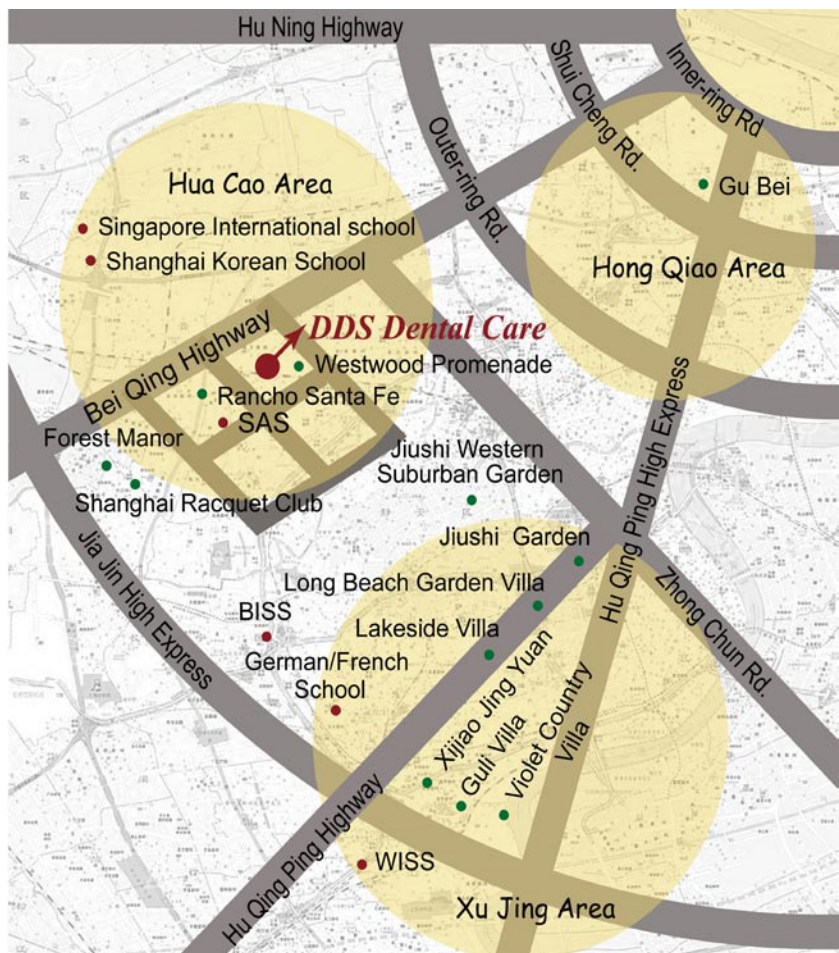 Hu Ning Highway
Inner-ring Rd
Shui Cheng Rd.
Outer-ring Rd.
Hua Cao Area
Gu Bei
Singapore International school
Shanghai Korean School
Hong Qiao Area
DDS Dental Care
Bei Qing Highway
Westwood Promenade
Rancho Santa Fe
SAS
Forest Manor
Shanghai Racquet Club
Jiushi Western
Suburban Garden
Hu Qing Ping High Express
Jiushi Garden
Jia Jin High Express
Long Beach Garden Villa
BISS
Lakeside Villa
Zhong Chun Rd.
German/French
School
Xijiao Jing Yuan
Guli Villa
Violet Country
Villa
Hu Qing Ping Highway
WISS
Xu Jing Area